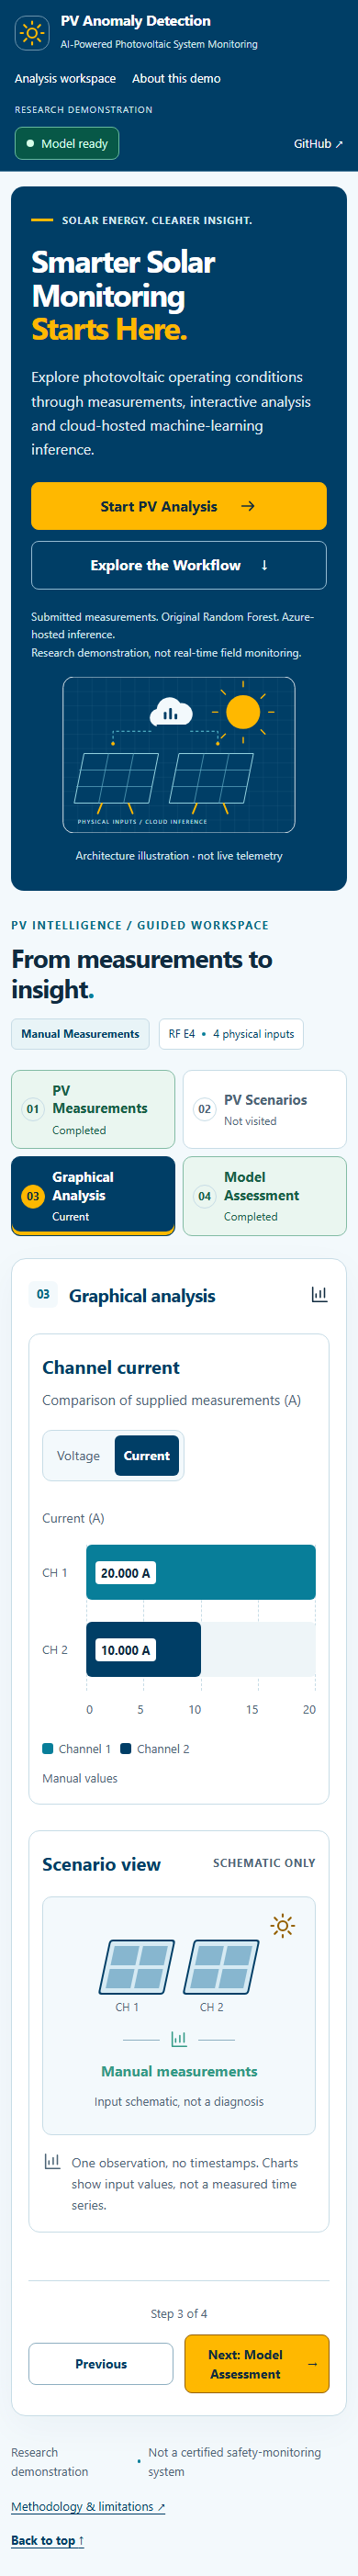 PV Anomaly Detection
AI-Powered Photovoltaic System Monitoring
Analysis workspace About this demo
RESEARCH DEMONSTRATION
Model ready GitHub ↗
SOLAR ENERGY. CLEARER INSIGHT.
Smarter Solar
Monitoring
Starts Here.
Explore photovoltaic operating conditions
through measurements, interactive analysis
and cloud-hosted machine-learning
inference.
Start PV Analysis →
Explore the Workflow ↓
Submitted measurements. Original Random Forest. Azure-
hosted inference.
Research demonstration, not real-time field monitoring.
PHYSICAL INPUTS / CLOUD INFERENCE
Architecture illustration · not live telemetry
PV INTELLIGENCE / GUIDED WORKSPACE
From measurements to
insight.
Manual Measurements RF E4 • 4 physical inputs
01 PV
Measurements
Completed
02 PV Scenarios
Not visited
03 Graphical
Analysis
Current
04 Model
Assessment
Completed
03 Graphical analysis
Channel current
Comparison of supplied measurements (A)
Voltage Current
Current (A)
CH 1 20.000 A
CH 2 10.000 A
0 5 10 15 20
Channel 1 Channel 2
Manual values
Scenario view SCHEMATIC ONLY
CH 1 CH 2
Manual measurements
Input schematic, not a diagnosis
One observation, no timestamps. Charts
show input values, not a measured time
series.
Step 3 of 4
Previous
Next: Model
Assessment →
Research
demonstration
·
Not a certified safety-monitoring
system
Methodology & limitations ↗
Back to top ↑